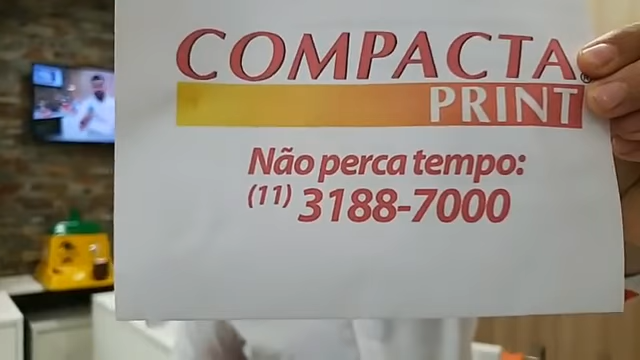 COMPACTA®
PRINT
Não perca tempo:
(11) 3188-7000